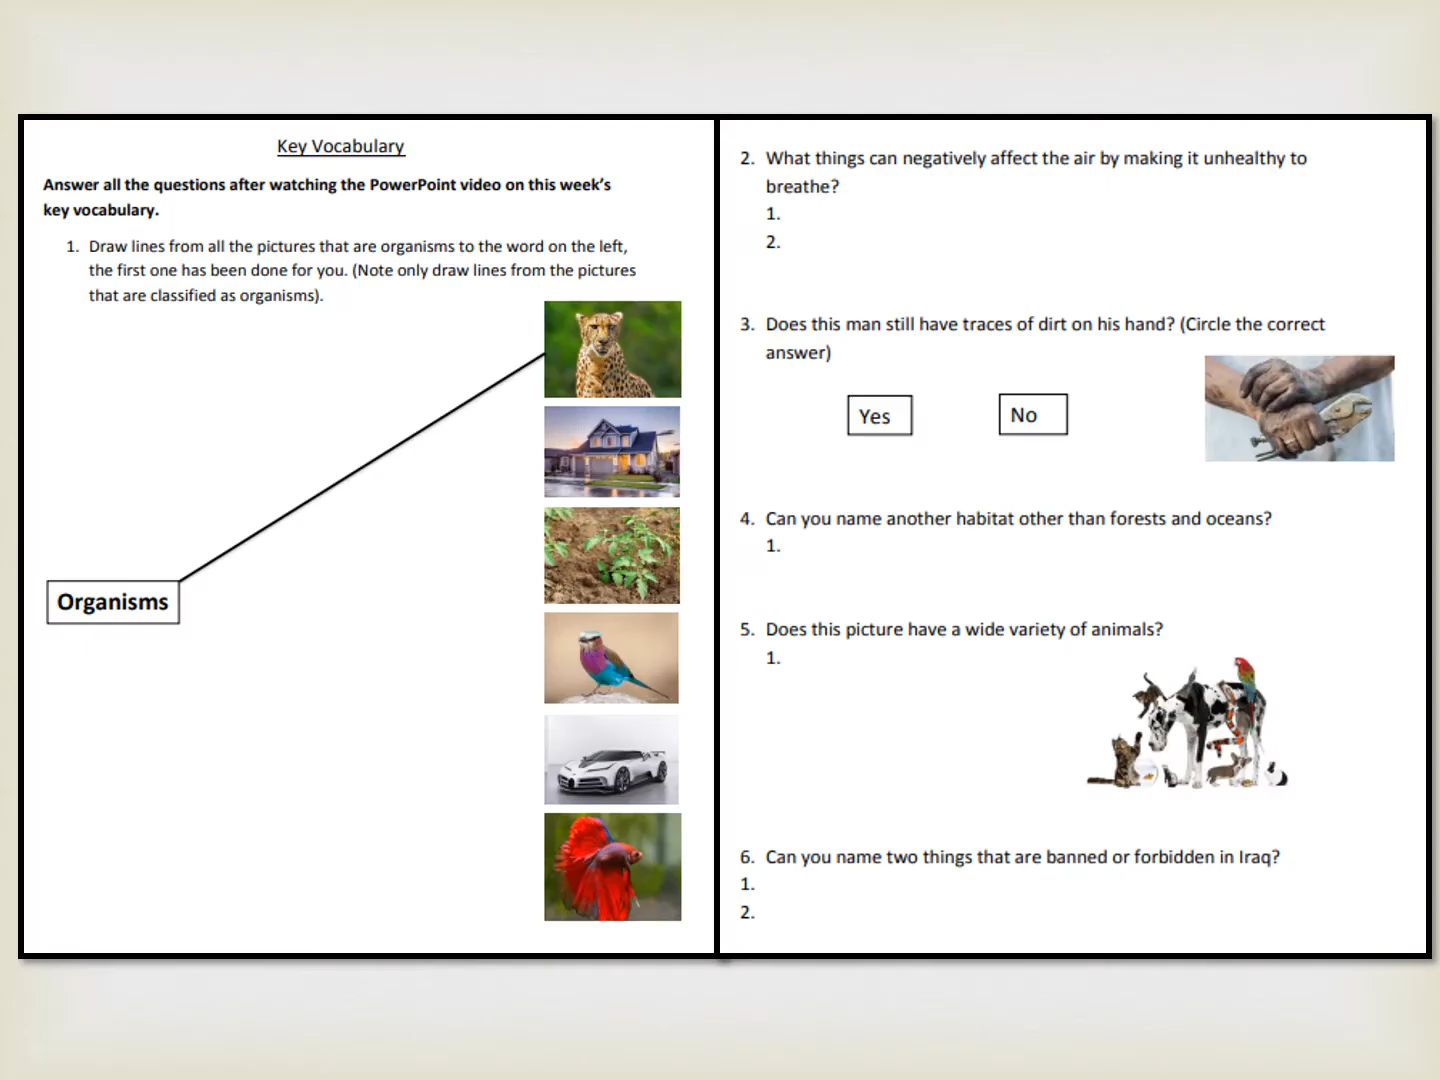 Key Vocabulary
Answer all the questions after watching the PowerPoint video on this week's
key vocabulary.
1. Draw lines from all the pictures that are organisms to the word on the left,
the first one has been done for you. (Note only draw lines from the pictures
that are classified as organisms).
Organisms
2. What things can negatively affect the air by making it unhealthy to
breathe?
1.
2.
3. Does this man still have traces of dirt on his hand? (Circle the correct
answer)
Yes
No
4. Can you name another habitat other than forests and oceans?
1.
5. Does this picture have a wide variety of animals?
1.
6. Can you name two things that are banned or forbidden in Iraq?
1.
2.